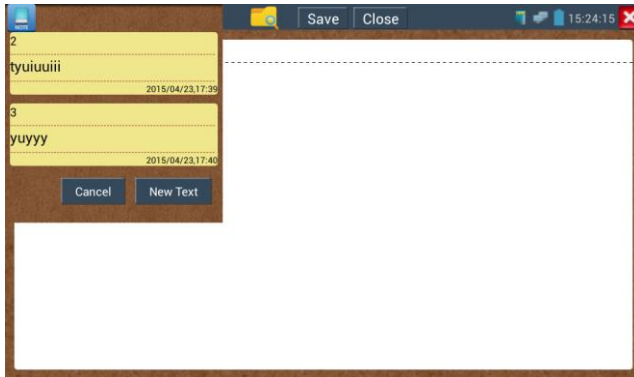 NOTE
Save Close 15:24:15
2
tyuiuuiii
2015/04/23,17:39
3
yuyyy
2015/04/23,17:40
Cancel New Text